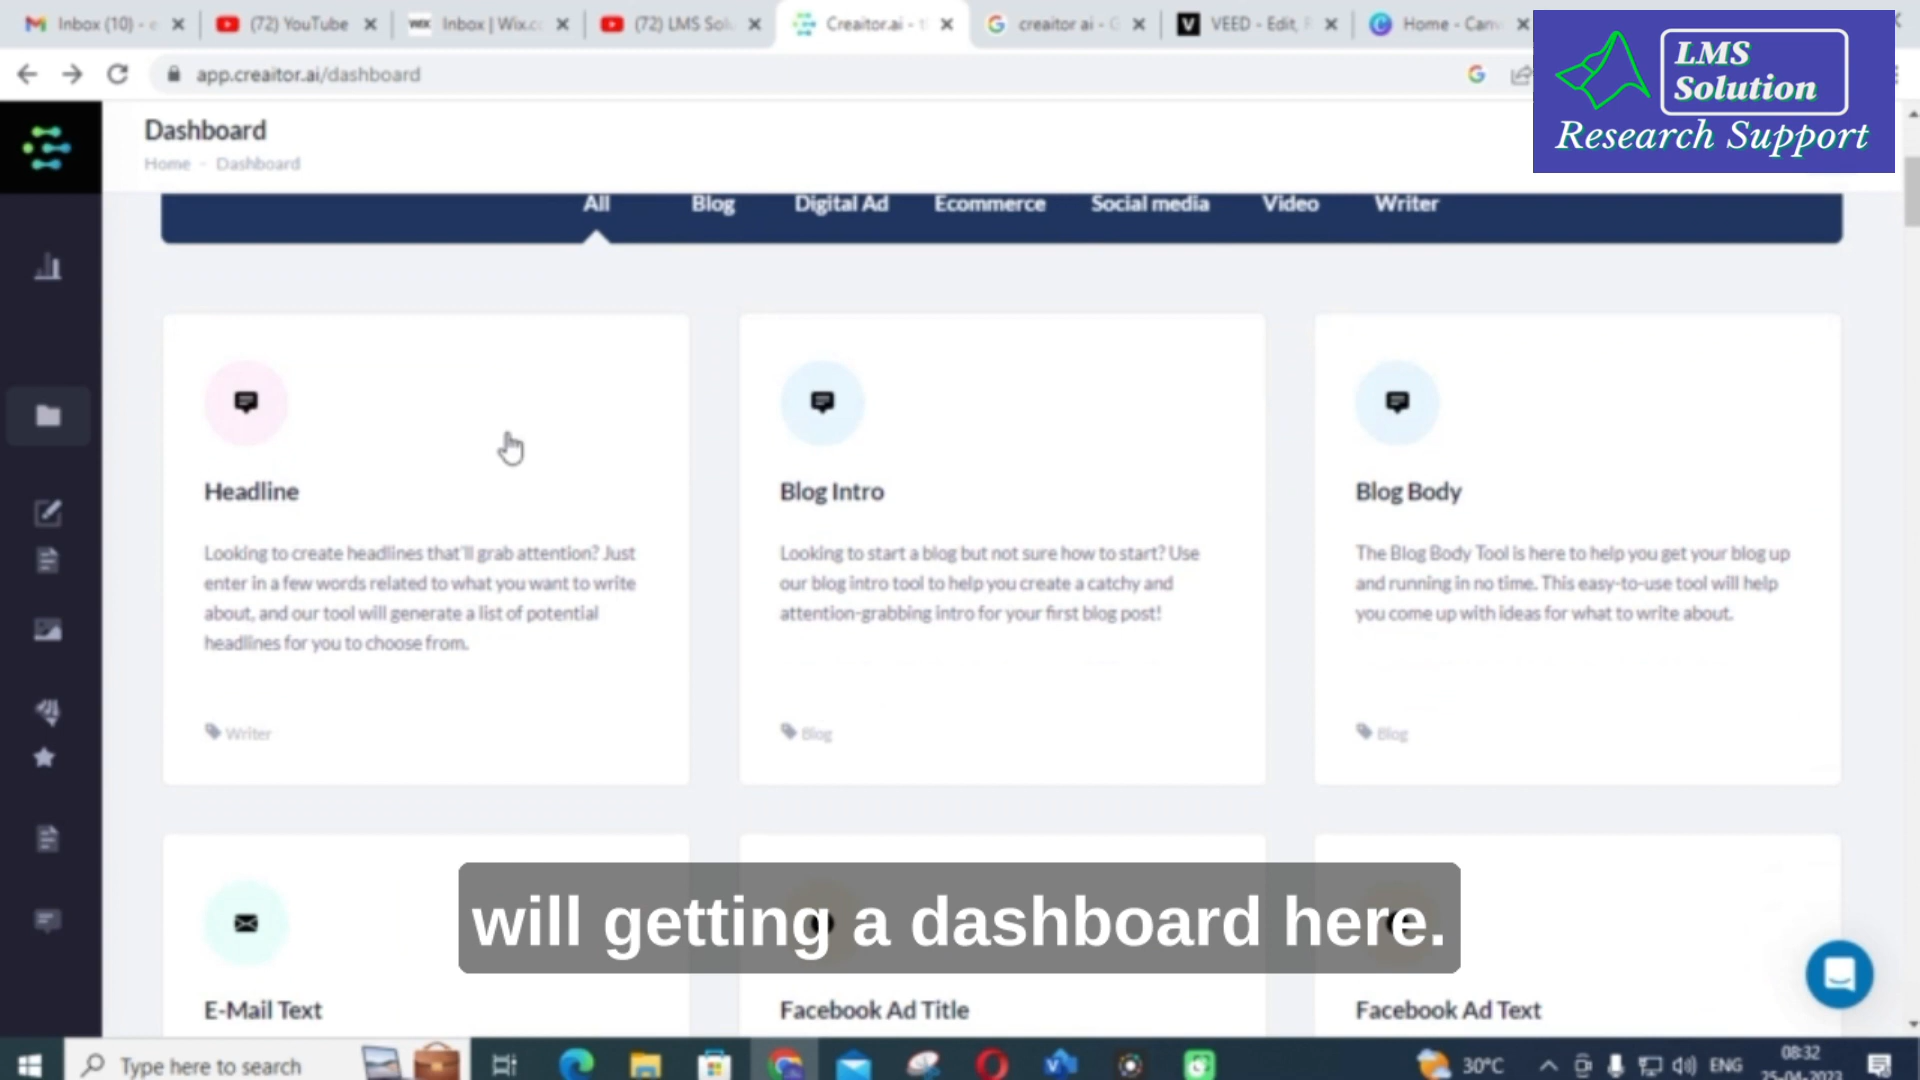 Inbox (10) - e
(72) YouTube
WIX
Inbox | Wix.co
(72) LMS Solu
Creaitor.ai - t
creaitor ai - G
V
VEED - Edit,
Home - Canv
app.creaitor.ai/dashboard
LMS
Solution
Research Support
Dashboard
Home - Dashboard
All
Blog
Digital Ad
Ecommerce
Social media
Video
Writer
Headline
Looking to create headlines that'll grab attention? Just
enter in a few words related to what you want to write
about, and our tool will generate a list of potential
headlines for you to choose from.
Writer
Blog Intro
Looking to start a blog but not sure how to start? Use
our blog intro tool to help you create a catchy and
attention-grabbing intro for your first blog post!
Blog
Blog Body
The Blog Body Tool is here to help you get your blog up
and running in no time. This easy-to-use tool will help
you come up with ideas for what to write about.
Blog
E-Mail Text
Facebook Ad Title
Facebook Ad Text
will getting a dashboard here.
Type here to search
30°C
ENG
08:32
25-04-2023